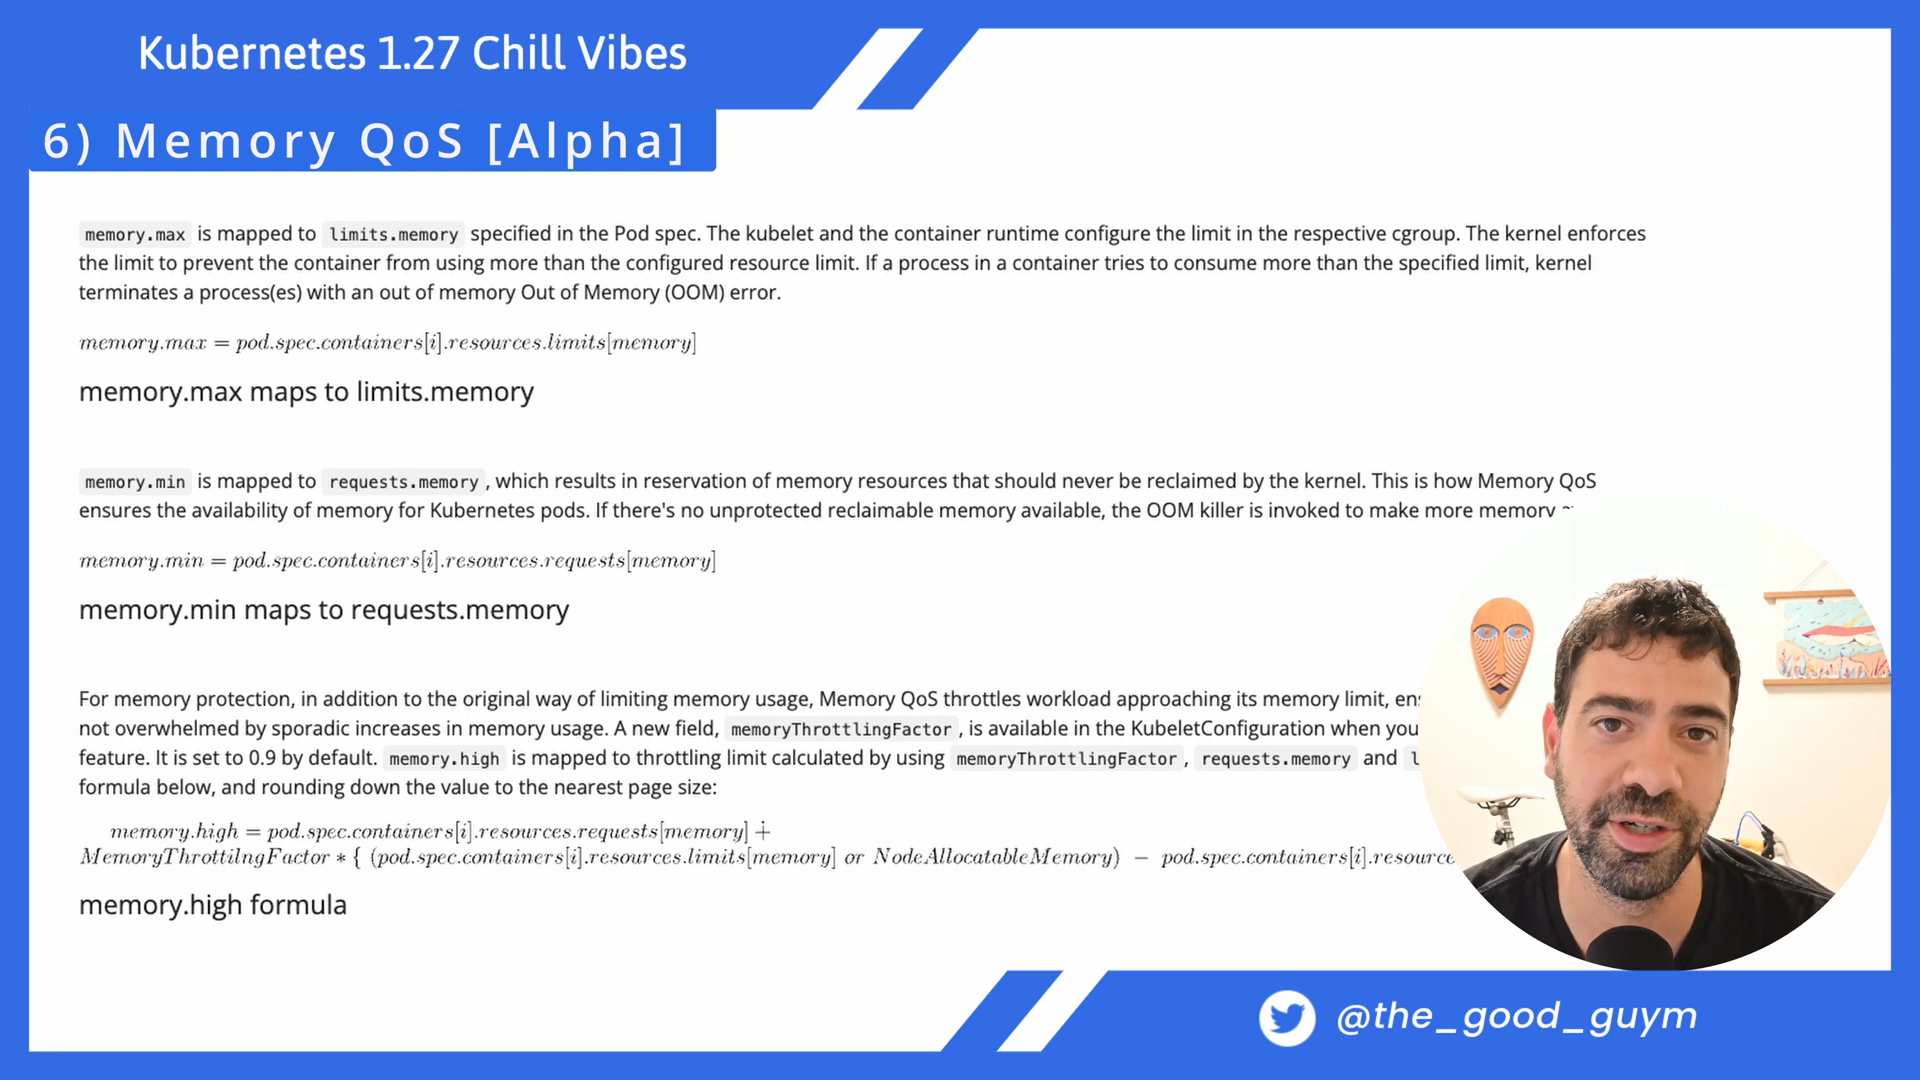 Kubernetes 1.27 Chill Vibes
6) Memory QoS [Alpha]
memory.max is mapped to limits.memory specified in the Pod spec. The kubelet and the container runtime configure the limit in the respective cgroup. The kernel enforces
the limit to prevent the container from using more than the configured resource limit. If a process in a container tries to consume more than the specified limit, kernel
terminates a process(es) with an out of memory Out of Memory (OOM) error.
memory.max = pod.spec.containers[i].resources.limits[memory]
memory.max maps to limits.memory
memory.min is mapped to requests.memory , which results in reservation of memory resources that should never be reclaimed by the kernel. This is how Memory QoS
ensures the availability of memory for Kubernetes pods. If there's no unprotected reclaimable memory available, the OOM killer is invoked to make more memory
memory.min = pod.spec.containers[i].resources.requests[memory]
memory.min maps to requests.memory
For memory protection, in addition to the original way of limiting memory usage, Memory QoS throttles workload approaching its memory limit,
not overwhelmed by sporadic increases in memory usage. A new field, memoryThrottlingFactor , is available in the KubeletConfiguration when you
feature. It is set to 0.9 by default. memory.high is mapped to throttling limit calculated by using memoryThrottlingFactor , requests.memory and
formula below, and rounding down the value to the nearest page size:
memory.high = pod.spec.containers[i].resources.requests[memory] +
MemoryThrottilngFactor * { (pod.spec.containers[i].resources.limits[memory] or NodeAllocatableMemory) – pod.spec.containers[i].resource
memory.high formula
@the_good_guym